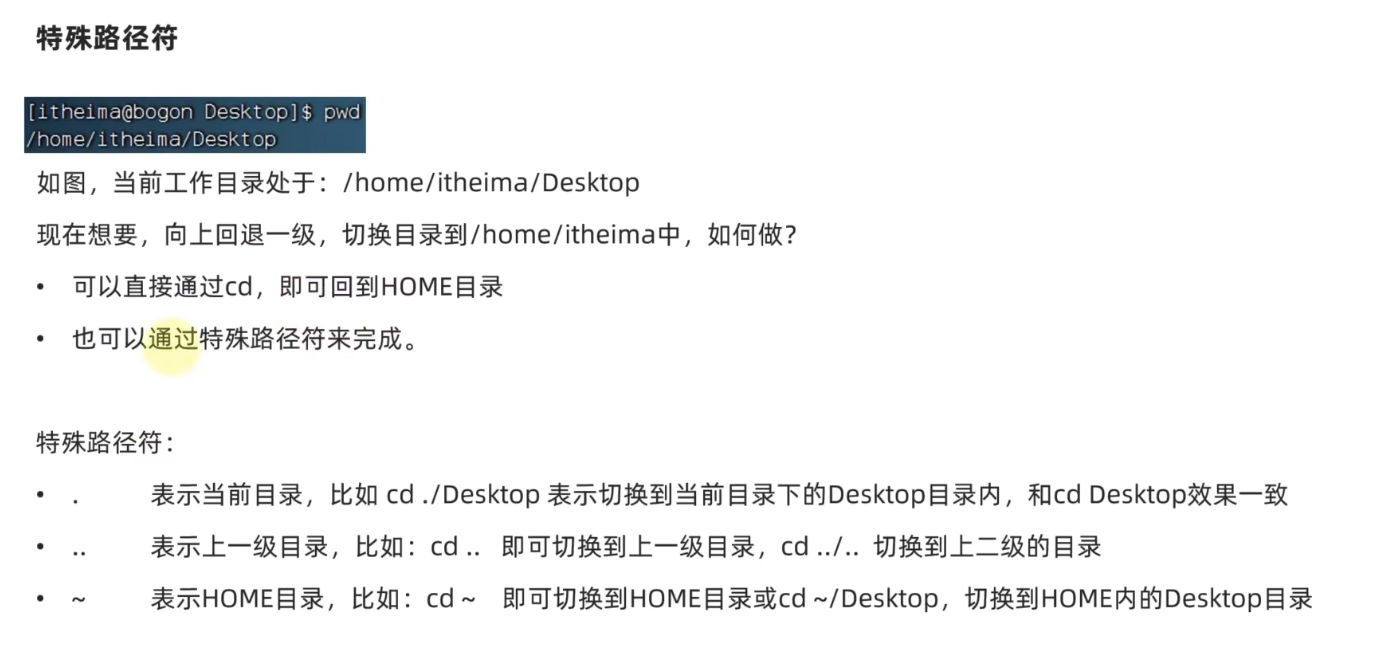 特殊路径符
[itheima@bogon Desktop]$ pwd
/home/itheima/Desktop
如图，当前工作目录处于：/home/itheima/Desktop
现在想要，向上回退一级，切换目录到/home/itheima中，如何做？
• 可以直接通过cd，即可回到HOME目录
• 也可以通过特殊路径符来完成。
特殊路径符：
• . 表示当前目录，比如 cd ./Desktop 表示切换到当前目录下的Desktop目录内，和cd Desktop效果一致
• .. 表示上一级目录，比如：cd .. 即可切换到上一级目录，cd ../.. 切换到上二级的目录
• ~ 表示HOME目录，比如：cd ~ 即可切换到HOME目录或cd ~/Desktop，切换到HOME内的Desktop目录